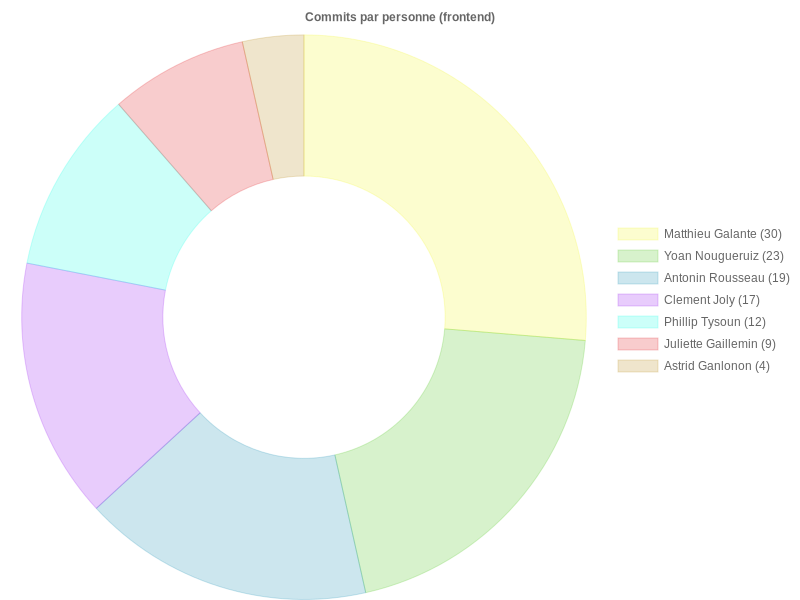 Commits par personne (frontend)
Matthieu Galante (30)
Yoan Nougueruiz (23)
Antonin Rousseau (19)
Clement Joly (17)
Phillip Tysoun (12)
Juliette Gaillemin (9)
Astrid Ganlonon (4)